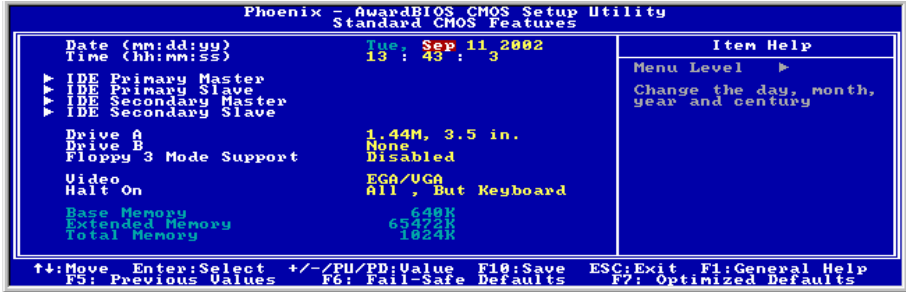 Phoenix - AwardBIOS CMOS Setup Utility
Standard CMOS Features
Date (mm:dd:yy) Tue, Sep 11 2002
Time (hh:mm:ss) 13 : 43 : 3
► IDE Primary Master
► IDE Primary Slave
► IDE Secondary Master
► IDE Secondary Slave
Drive A 1.44M, 3.5 in.
Drive B None
Floppy 3 Mode Support Disabled
Video EGA/VGA
Halt On All , But Keyboard
Base Memory 640K
Extended Memory 65472K
Total Memory 1024K
Item Help
Menu Level ►
Change the day, month,
year and century
↑↓:Move Enter:Select +/-/PU/PD:Value F10:Save ESC:Exit F1:General Help
F5: Previous Values F6: Fail-Safe Defaults F7: Optimized Defaults